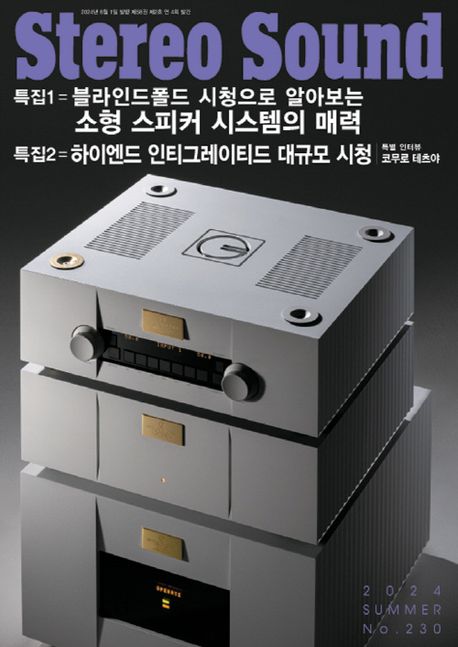 2024년 6월 1일 발행 제58권 제2호 연 4회 발간
Stereo Sound
특집1=블라인드폴드 시청으로 알아보는
소형 스피커 시스템의 매력
특집2=하이엔드 인티그레이티드 대규모 시청
특별 인터뷰
코무로 테츠야
INPUT 1
OPERATE
2024
SUMMER
No.230